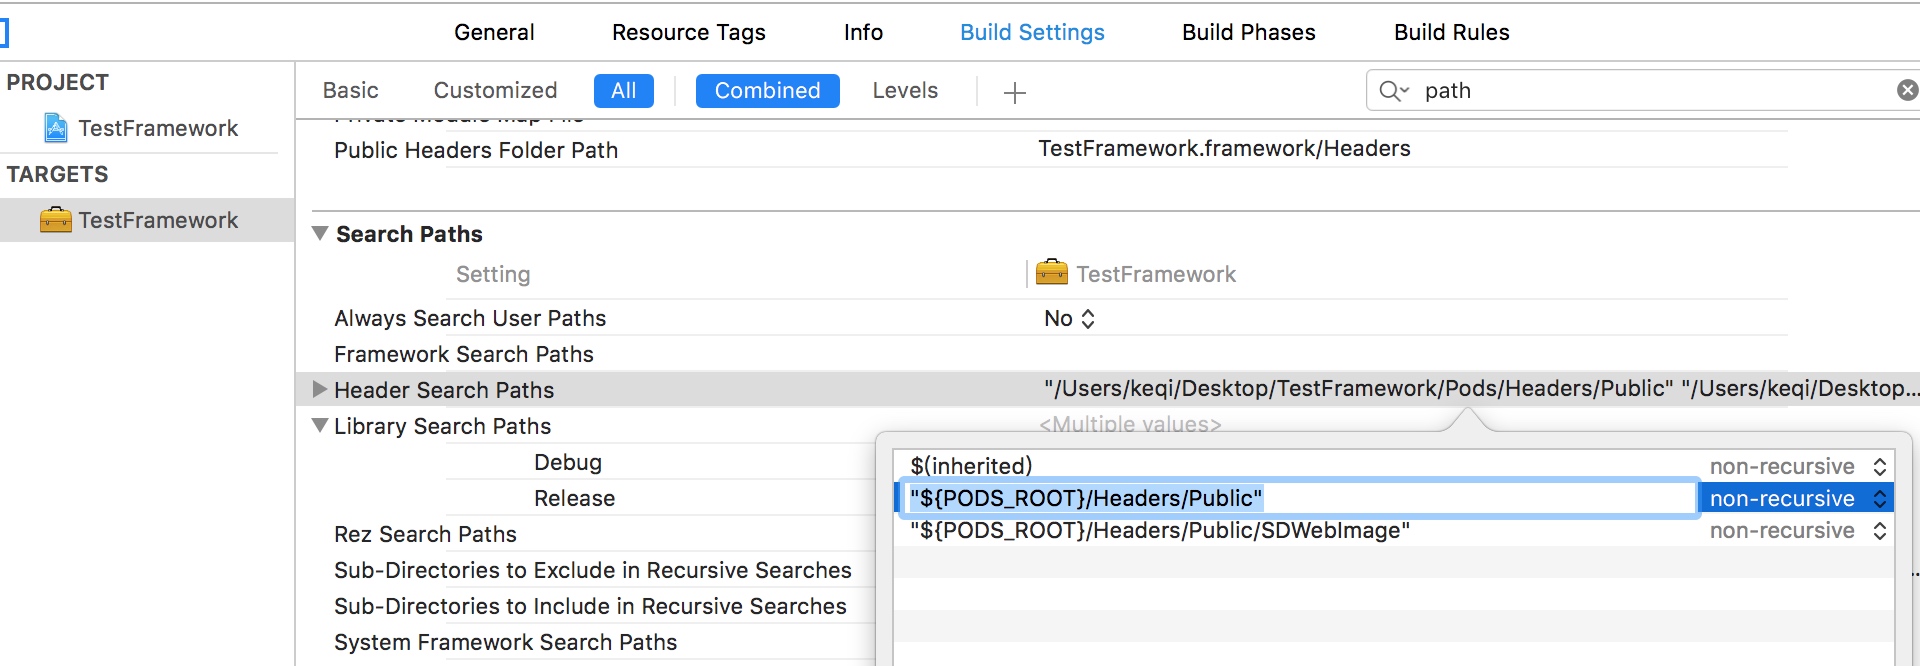 General Resource Tags Info Build Settings Build Phases Build Rules
PROJECT
TestFramework
TARGETS
TestFramework
Basic Customized All Combined Levels + path
Private Module Map File
Public Headers Folder Path TestFramework.framework/Headers
Search Paths
Setting TestFramework
Always Search User Paths No
Framework Search Paths
Header Search Paths "/Users/keqi/Desktop/TestFramework/Pods/Headers/Public" "/Users/keqi/Desktop...
Library Search Paths <Multiple values>
Debug
Release
Rez Search Paths
Sub-Directories to Exclude in Recursive Searches
Sub-Directories to Include in Recursive Searches
System Framework Search Paths
$(inherited) non-recursive
"${PODS_ROOT}/Headers/Public" non-recursive
"${PODS_ROOT}/Headers/Public/SDWebImage" non-recursive